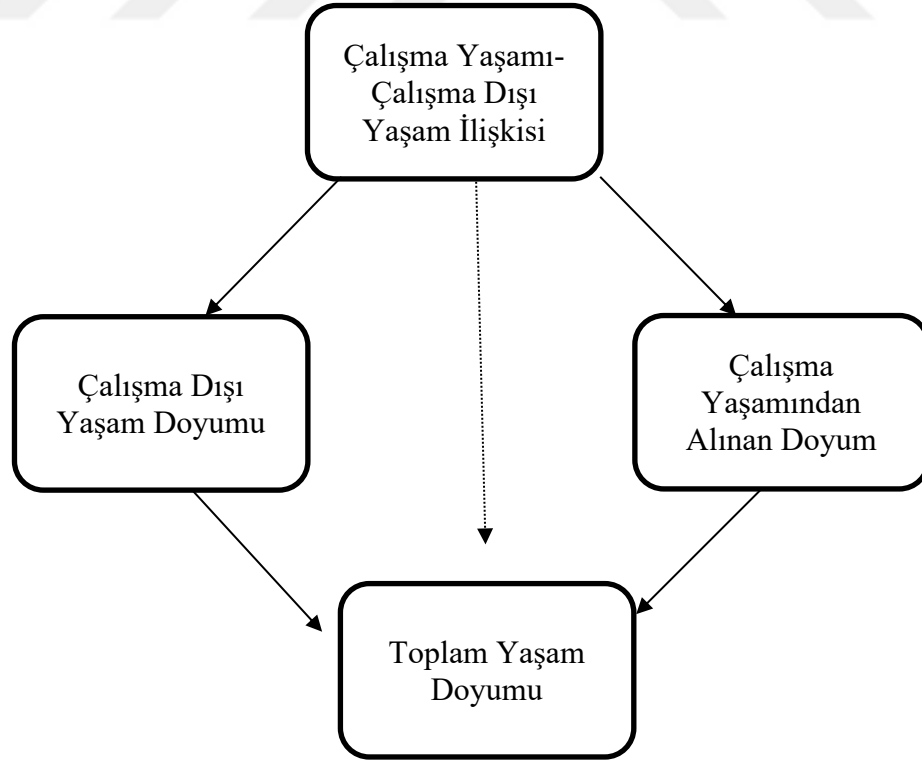 Çalışma Yaşamı-
Çalışma Dışı
Yaşam İlişkisi
Çalışma Dışı
Yaşam Doyumu
Çalışma
Yaşamından
Alınan Doyum
Toplam Yaşam
Doyumu